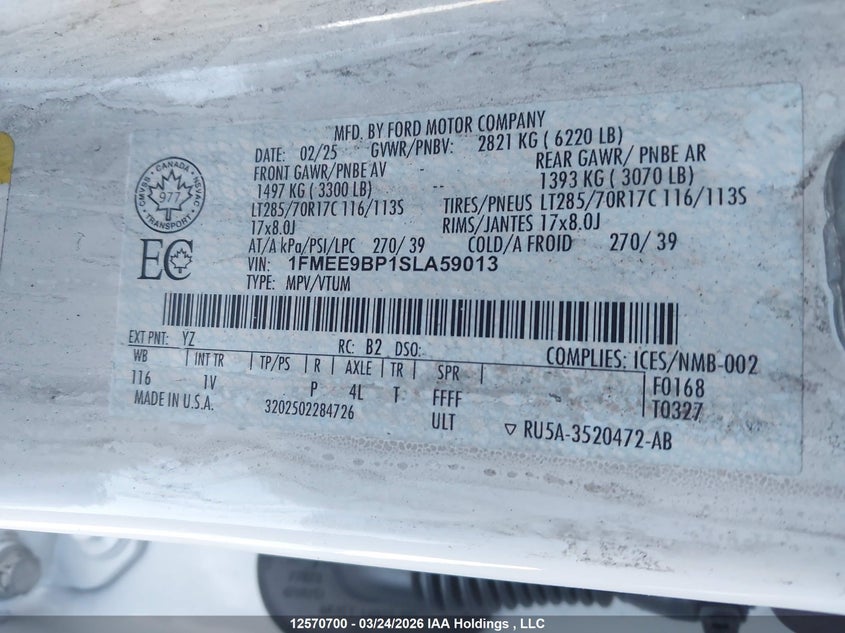 MFD. BY FORD MOTOR COMPANY
DATE: 02/25 GVWR/PNBV: 2821 KG ( 6220 LB)
FRONT GAWR/PNBE AV REAR GAWR/ PNBE AR
1497 KG ( 3300 LB) 1393 KG ( 3070 LB)
LT285/70R17C 116/113S TIRES/PNEUS LT285/70R17C 116/113S
17x8.0J RIMS/JANTES 17x8.0J
AT/A kPa/PSI/LPC 270/ 39 COLD/A FROID 270/ 39
VIN: 1FMEE9BP1SLA59013
TYPE: MPV/VTUM
CANADA
CMVSS NSVAC
977
TRANSPORT
EC
EXT PNT: YZ RC: B2 DSO: COMPLIES: ICES/NMB-002
WB INT TR TP/PS R AXLE TR SPR F0168
116 1V P 4L T FFFF T0327
MADE IN U.S.A. 3202502284726 ULT ▽ RU5A-3520472-AB
12570700 - 03/24/2026 IAA Holdings , LLC